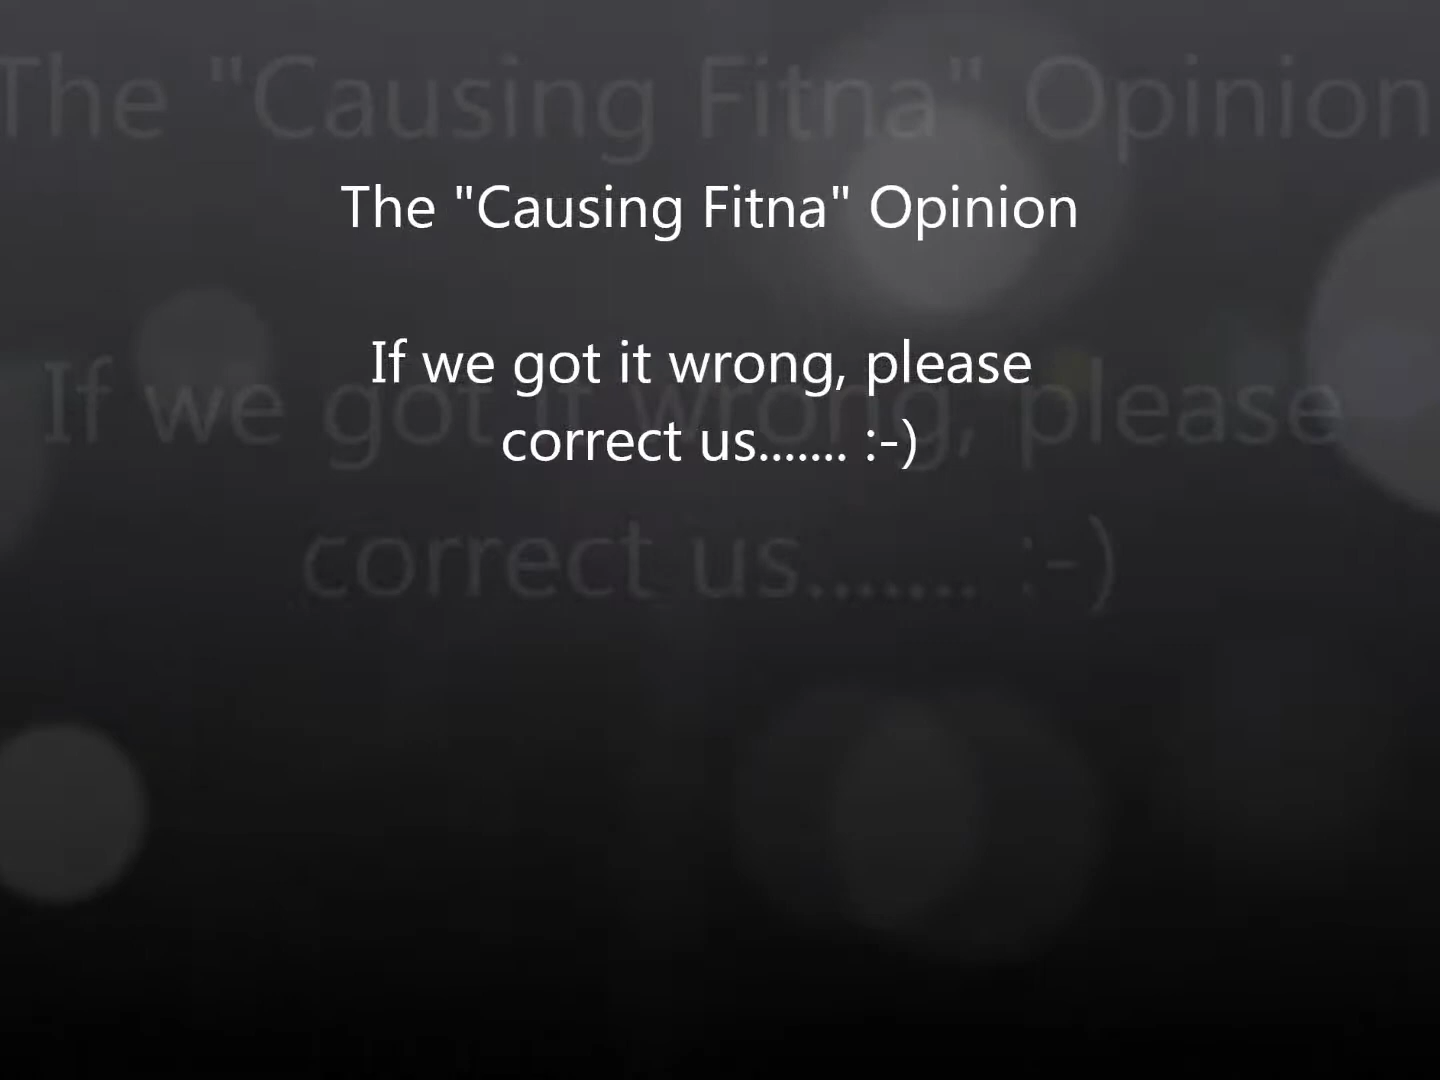 The "Causing Fitna" Opinion
If we got it wrong, please
correct us....... :-)